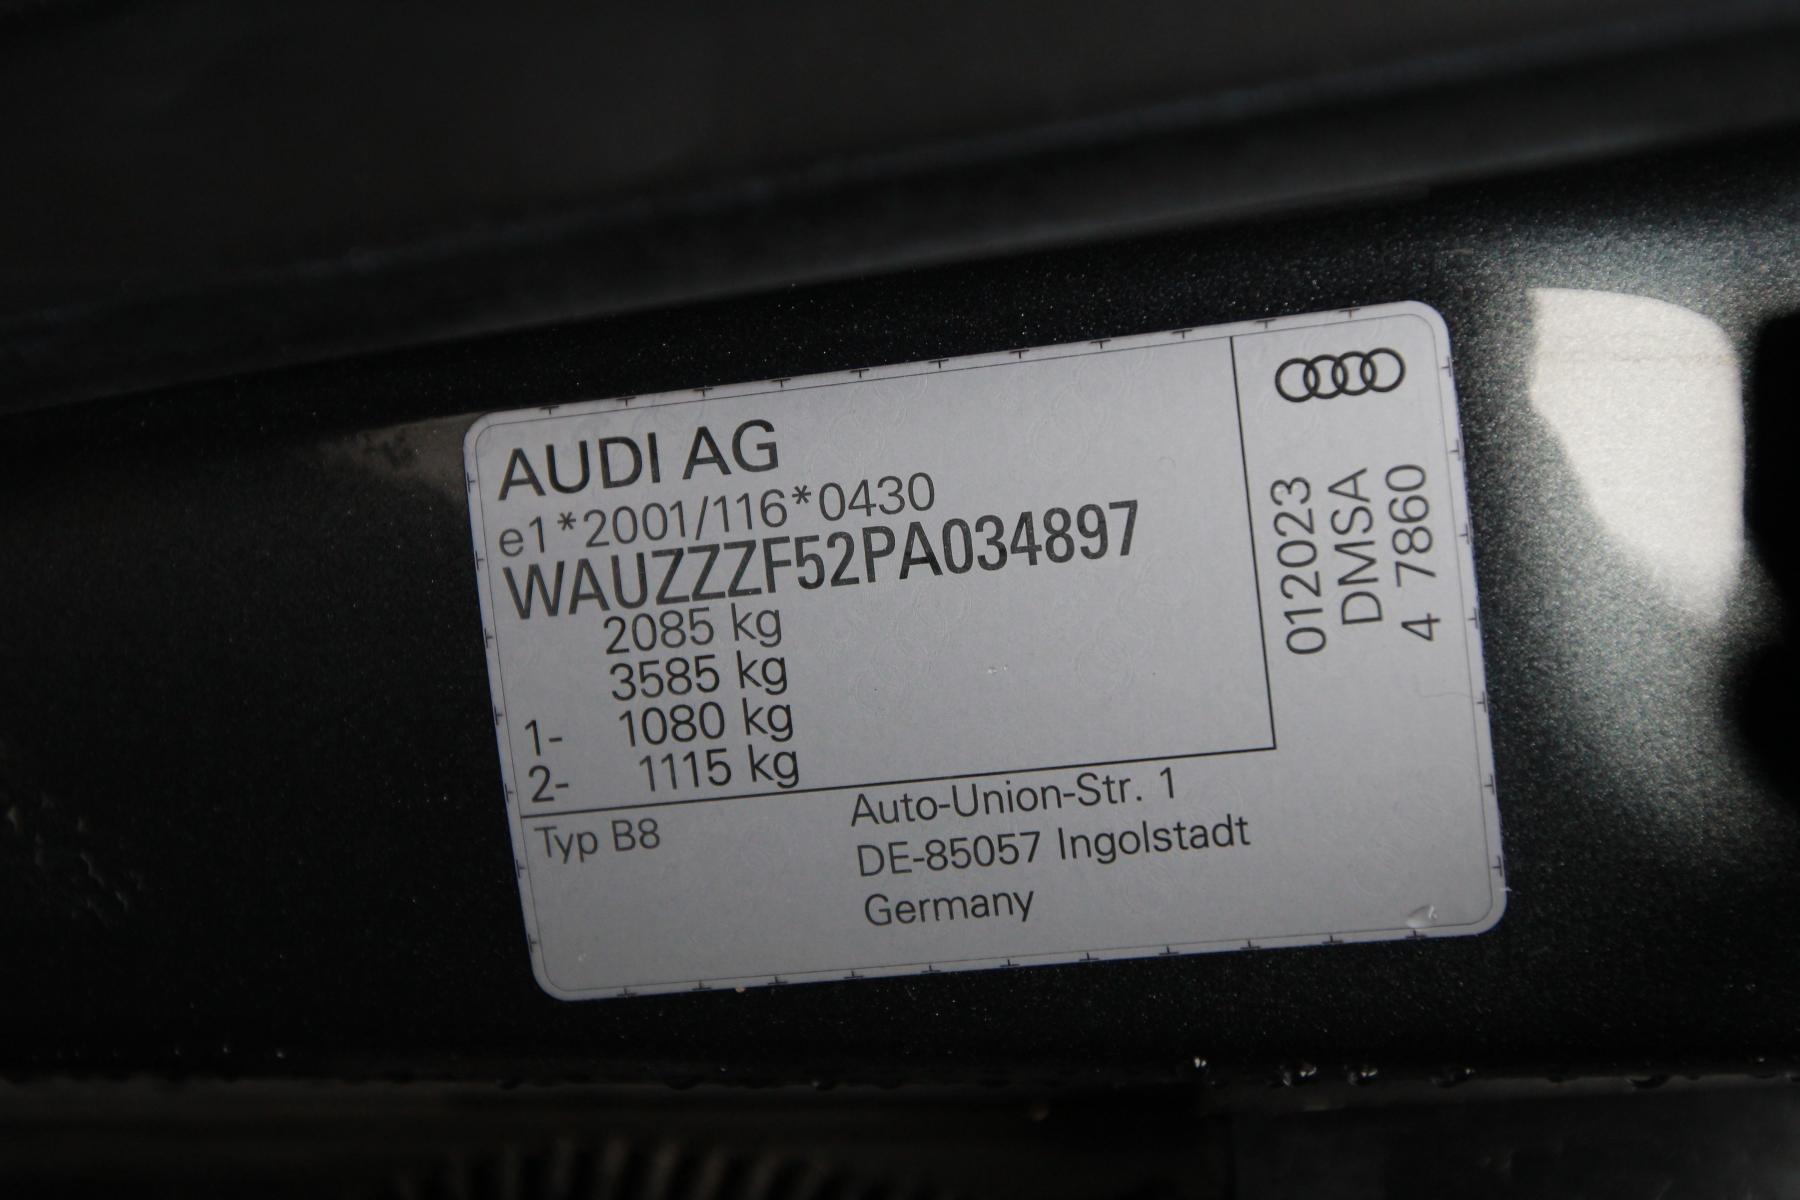 AUDI AG
e1*2001/116*0430
WAUZZZF52PA034897
2085 kg
3585 kg
1- 1080 kg
2- 1115 kg
Typ B8
Auto-Union-Str. 1
DE-85057 Ingolstadt
Germany
012023
DMSA
4 7860